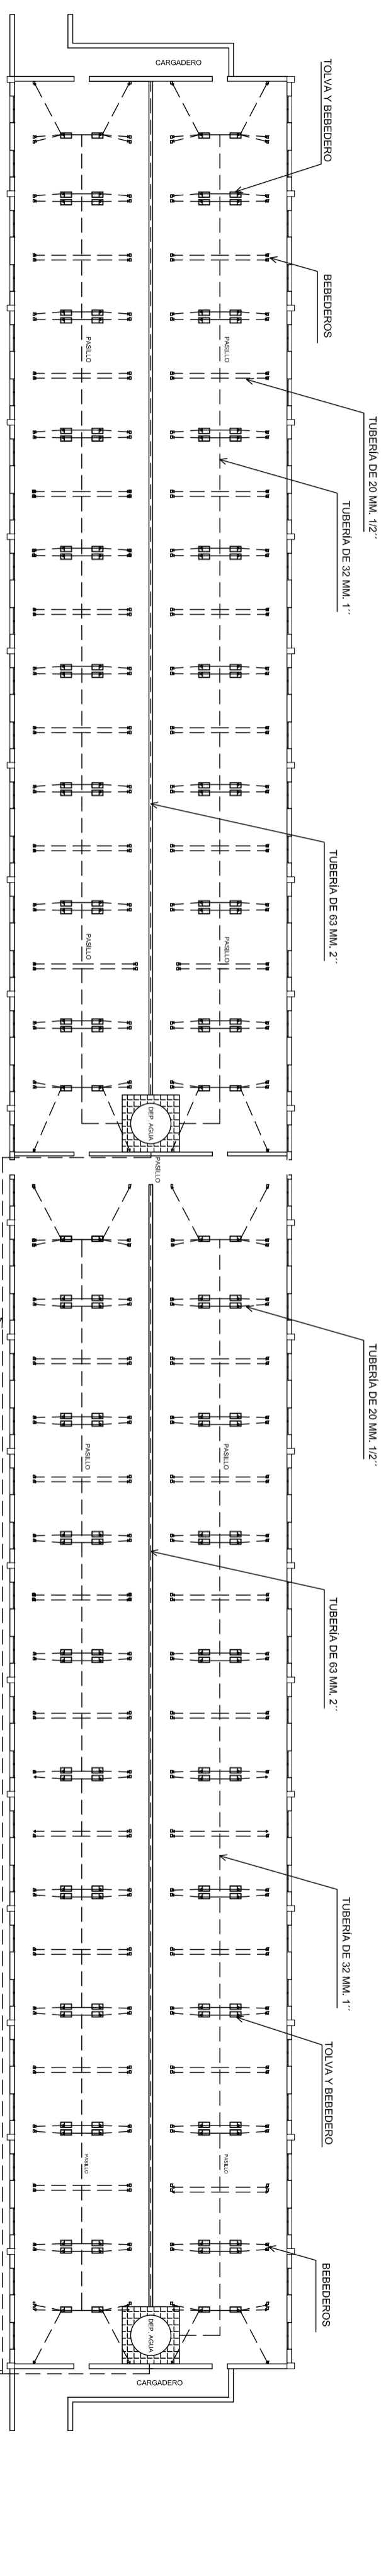 CARGADERO
TOLVA Y BEBEDERO
BEBEDEROS
PASILLO
PASILLO
TUBERÍA DE 20 MM. 1/2´´
TUBERÍA DE 32 MM. 1´´
TUBERÍA DE 63 MM. 2´´
PASILLO
PASILLO
DEP. AGUA
PASILLO
TUBERÍA DE 20 MM. 1/2´´
PASILLO
PASILLO
TUBERÍA DE 63 MM. 2´´
TUBERÍA DE 32 MM. 1´´
TOLVA Y BEBEDERO
PASILLO
PASILLO
BEBEDEROS
DEP. AGUA
CARGADERO